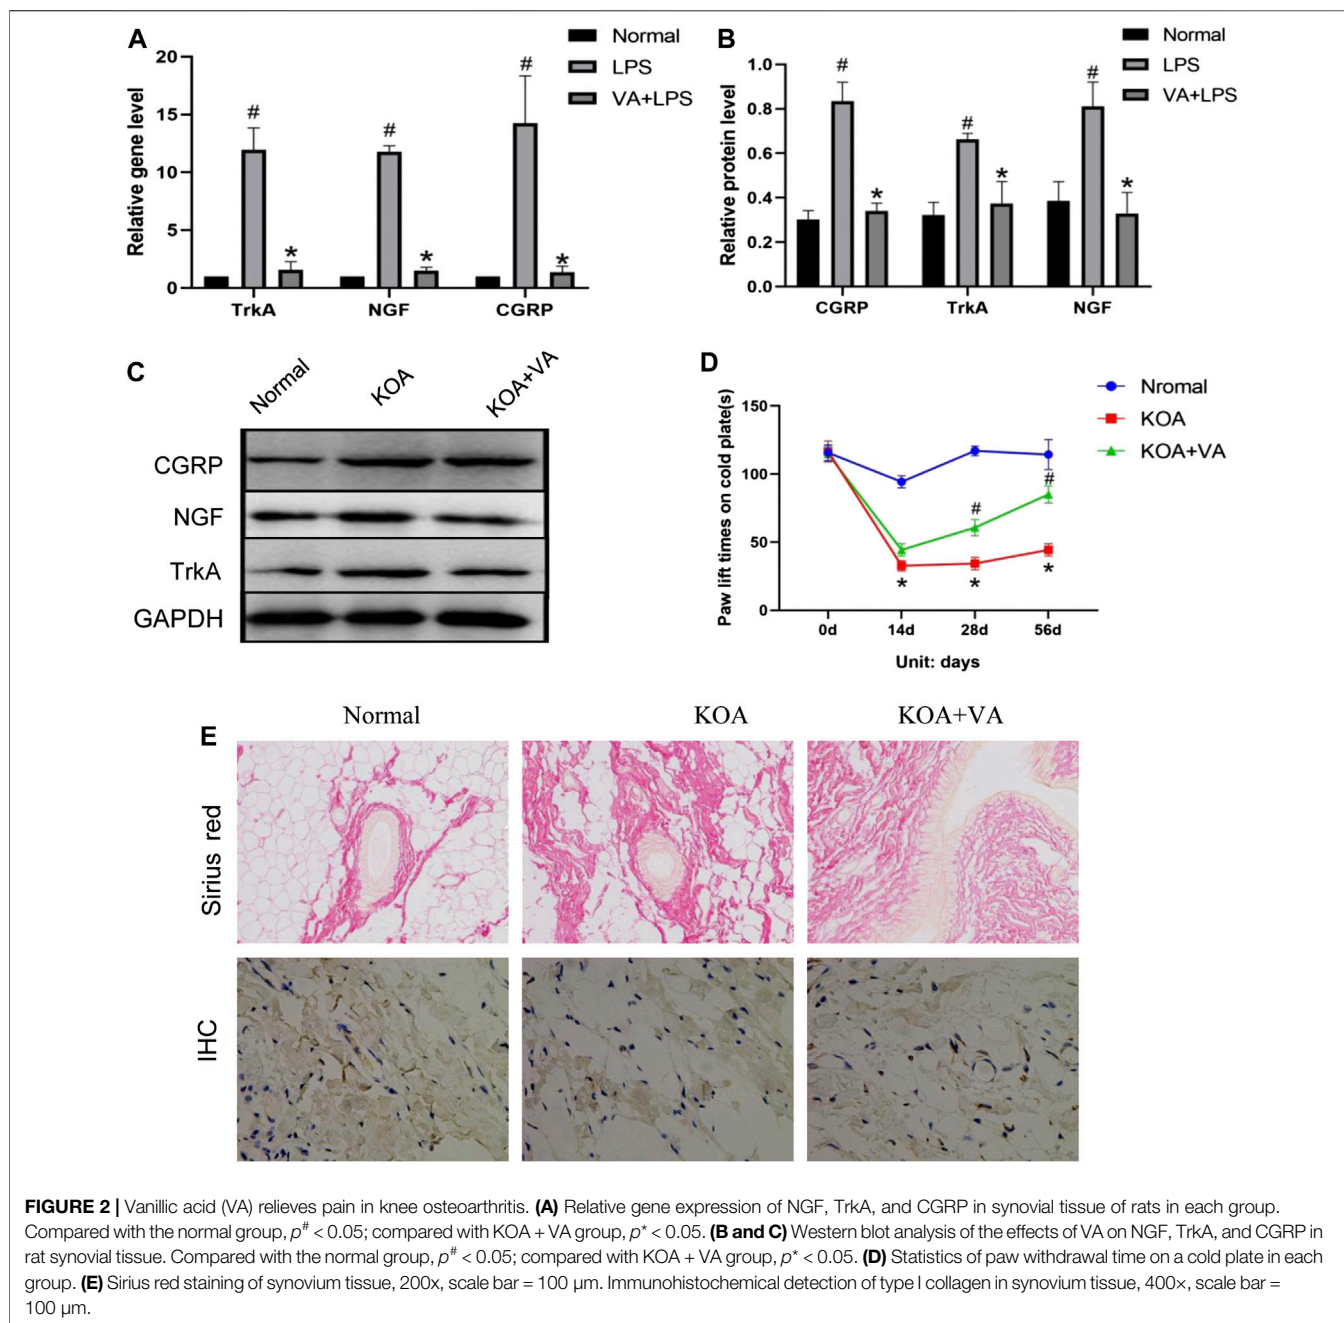 A
Normal
LPS
VA+LPS
Relative gene level
20
15
10
5
0
#
#
#
*
*
*
TrkA
NGF
CGRP
B
Normal
LPS
VA+LPS
Relative protein level
1.0
0.8
0.6
0.4
0.2
0.0
#
#
#
*
*
*
CGRP
TrkA
NGF
C
Normal
KOA
KOA+VA
CGRP
NGF
TrkA
GAPDH
D
Nromal
KOA
KOA+VA
Paw lift times on cold plate(s)
150
100
50
0
#
#
*
*
*
0d
14d
28d
56d
Unit: days
E
Normal
KOA
KOA+VA
Sirius red
IHC
FIGURE 2 | Vanillic acid (VA) relieves pain in knee osteoarthritis. (A) Relative gene expression of NGF, TrkA, and CGRP in synovial tissue of rats in each group.
Compared with the normal group, p# < 0.05; compared with KOA + VA group, p* < 0.05. (B and C) Western blot analysis of the effects of VA on NGF, TrkA, and CGRP in
rat synovial tissue. Compared with the normal group, p# < 0.05; compared with KOA + VA group, p* < 0.05. (D) Statistics of paw withdrawal time on a cold plate in each
group. (E) Sirius red staining of synovium tissue, 200x, scale bar = 100 μm. Immunohistochemical detection of type I collagen in synovium tissue, 400×, scale bar =
100 μm.